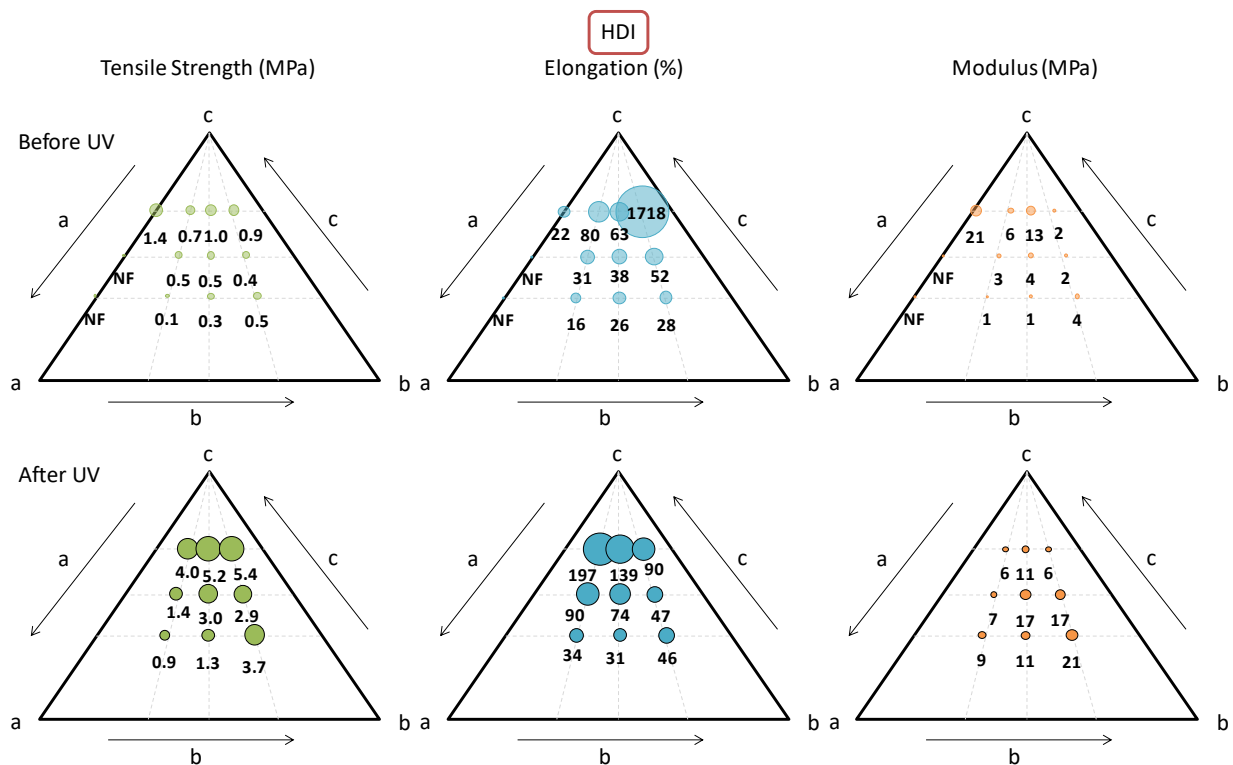 HDI
Tensile Strength (MPa) Elongation (%) Modulus (MPa)
Before UV
c c c
a c a c a c
1.4 0.7 1.0 0.9 22 80 63 1718 21 6 13 2
NF 0.5 0.5 0.4 NF 31 38 52 NF 3 4 2
NF 0.1 0.3 0.5 NF 16 26 28 NF 1 1 4
a b a b a b
b b b
After UV
c c c
a c a c a c
4.0 5.2 5.4 197 139 90 6 11 6
1.4 3.0 2.9 90 74 47 7 17 17
0.9 1.3 3.7 34 31 46 9 11 21
a b a b a b
b b b